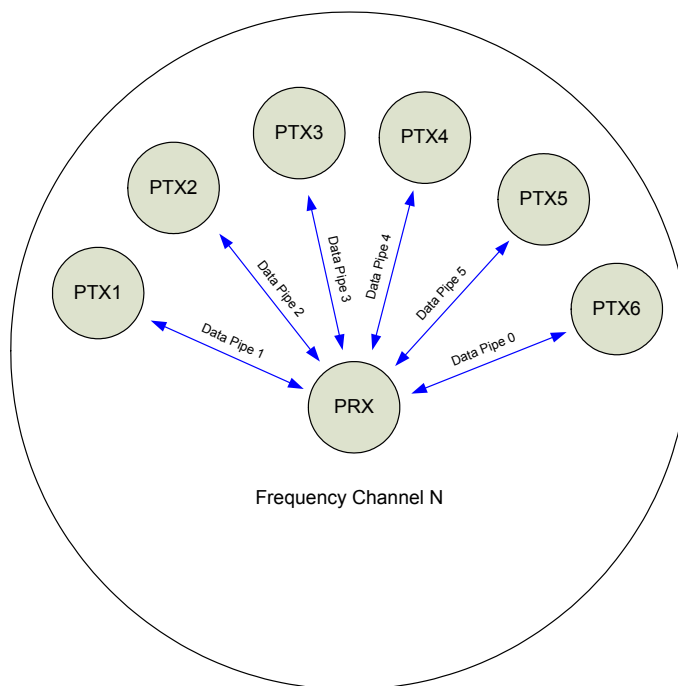 PTX3
PTX4
PTX2
PTX5
PTX1
PTX6
Data Pipe 1
Data Pipe 2
Data Pipe 3
Data Pipe 4
Data Pipe 5
Data Pipe 0
PRX
Frequency Channel N